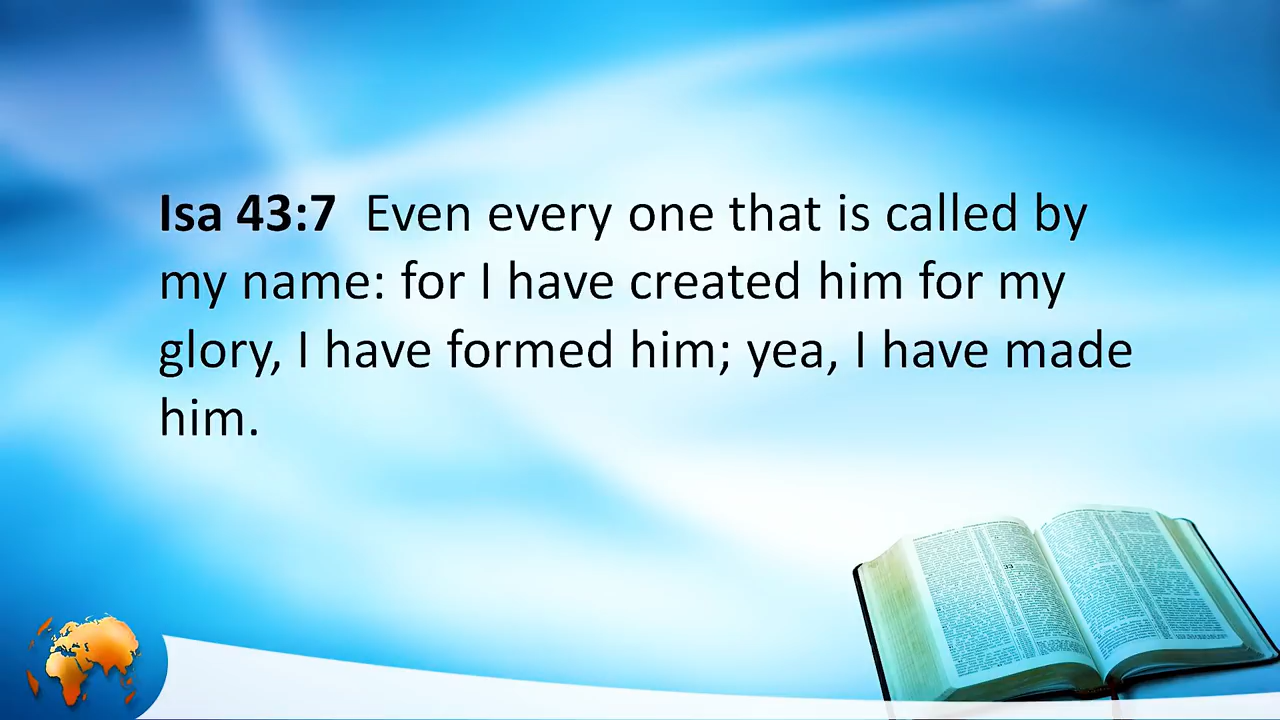 Isa 43:7  Even every one that is called by
my name: for I have created him for my
glory, I have formed him; yea, I have made
him.